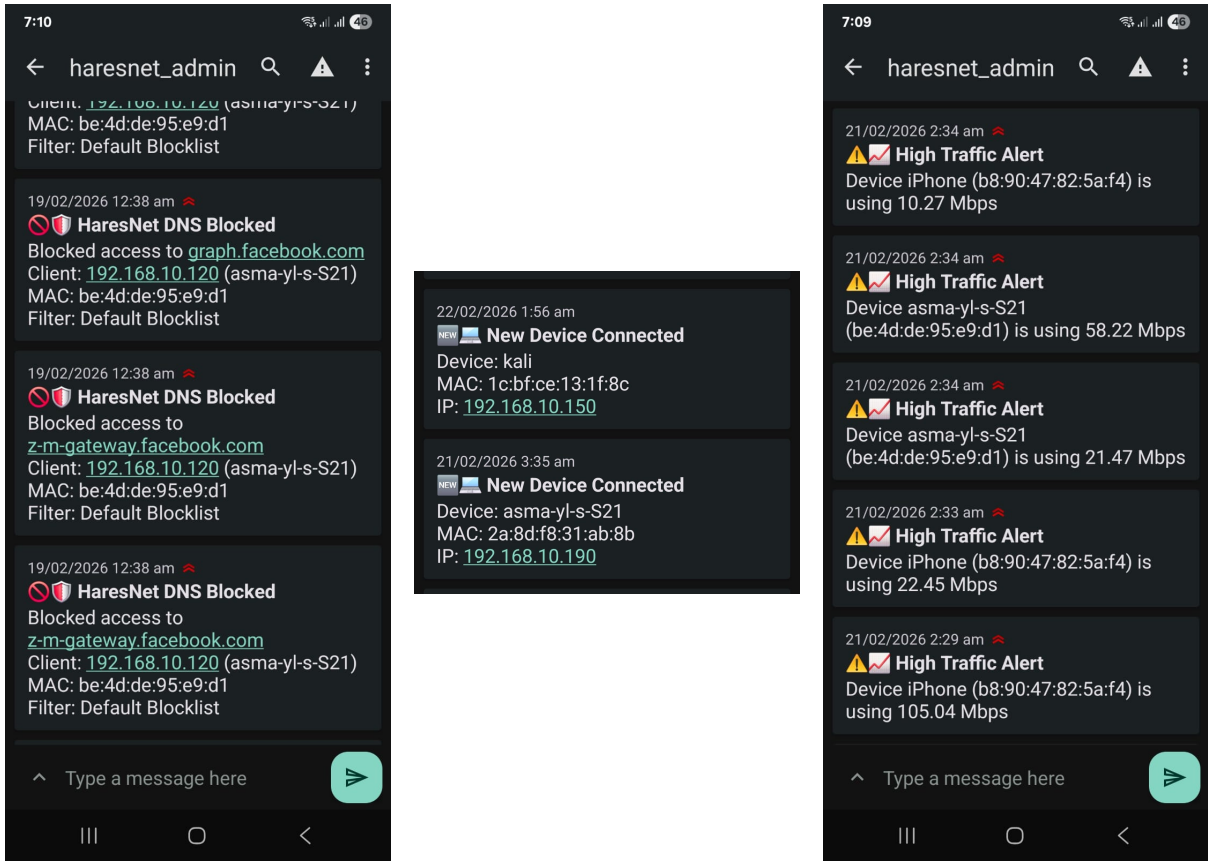 7:10
46
haresnet_admin
Client: 192.168.10.120 (asma-yl-s-S21)
MAC: be:4d:de:95:e9:d1
Filter: Default Blocklist
19/02/2026 12:38 am
HaresNet DNS Blocked
Blocked access to graph.facebook.com
Client: 192.168.10.120 (asma-yl-s-S21)
MAC: be:4d:de:95:e9:d1
Filter: Default Blocklist
19/02/2026 12:38 am
HaresNet DNS Blocked
Blocked access to
z-m-gateway.facebook.com
Client: 192.168.10.120 (asma-yl-s-S21)
MAC: be:4d:de:95:e9:d1
Filter: Default Blocklist
19/02/2026 12:38 am
HaresNet DNS Blocked
Blocked access to
z-m-gateway.facebook.com
Client: 192.168.10.120 (asma-yl-s-S21)
MAC: be:4d:de:95:e9:d1
Filter: Default Blocklist
Type a message here
22/02/2026 1:56 am
NEW New Device Connected
Device: kali
MAC: 1c:bf:ce:13:1f:8c
IP: 192.168.10.150
21/02/2026 3:35 am
NEW New Device Connected
Device: asma-yl-s-S21
MAC: 2a:8d:f8:31:ab:8b
IP: 192.168.10.190
7:09
46
haresnet_admin
21/02/2026 2:34 am
High Traffic Alert
Device iPhone (b8:90:47:82:5a:f4) is
using 10.27 Mbps
21/02/2026 2:34 am
High Traffic Alert
Device asma-yl-s-S21
(be:4d:de:95:e9:d1) is using 58.22 Mbps
21/02/2026 2:34 am
High Traffic Alert
Device asma-yl-s-S21
(be:4d:de:95:e9:d1) is using 21.47 Mbps
21/02/2026 2:33 am
High Traffic Alert
Device iPhone (b8:90:47:82:5a:f4) is
using 22.45 Mbps
21/02/2026 2:29 am
High Traffic Alert
Device iPhone (b8:90:47:82:5a:f4) is
using 105.04 Mbps
Type a message here